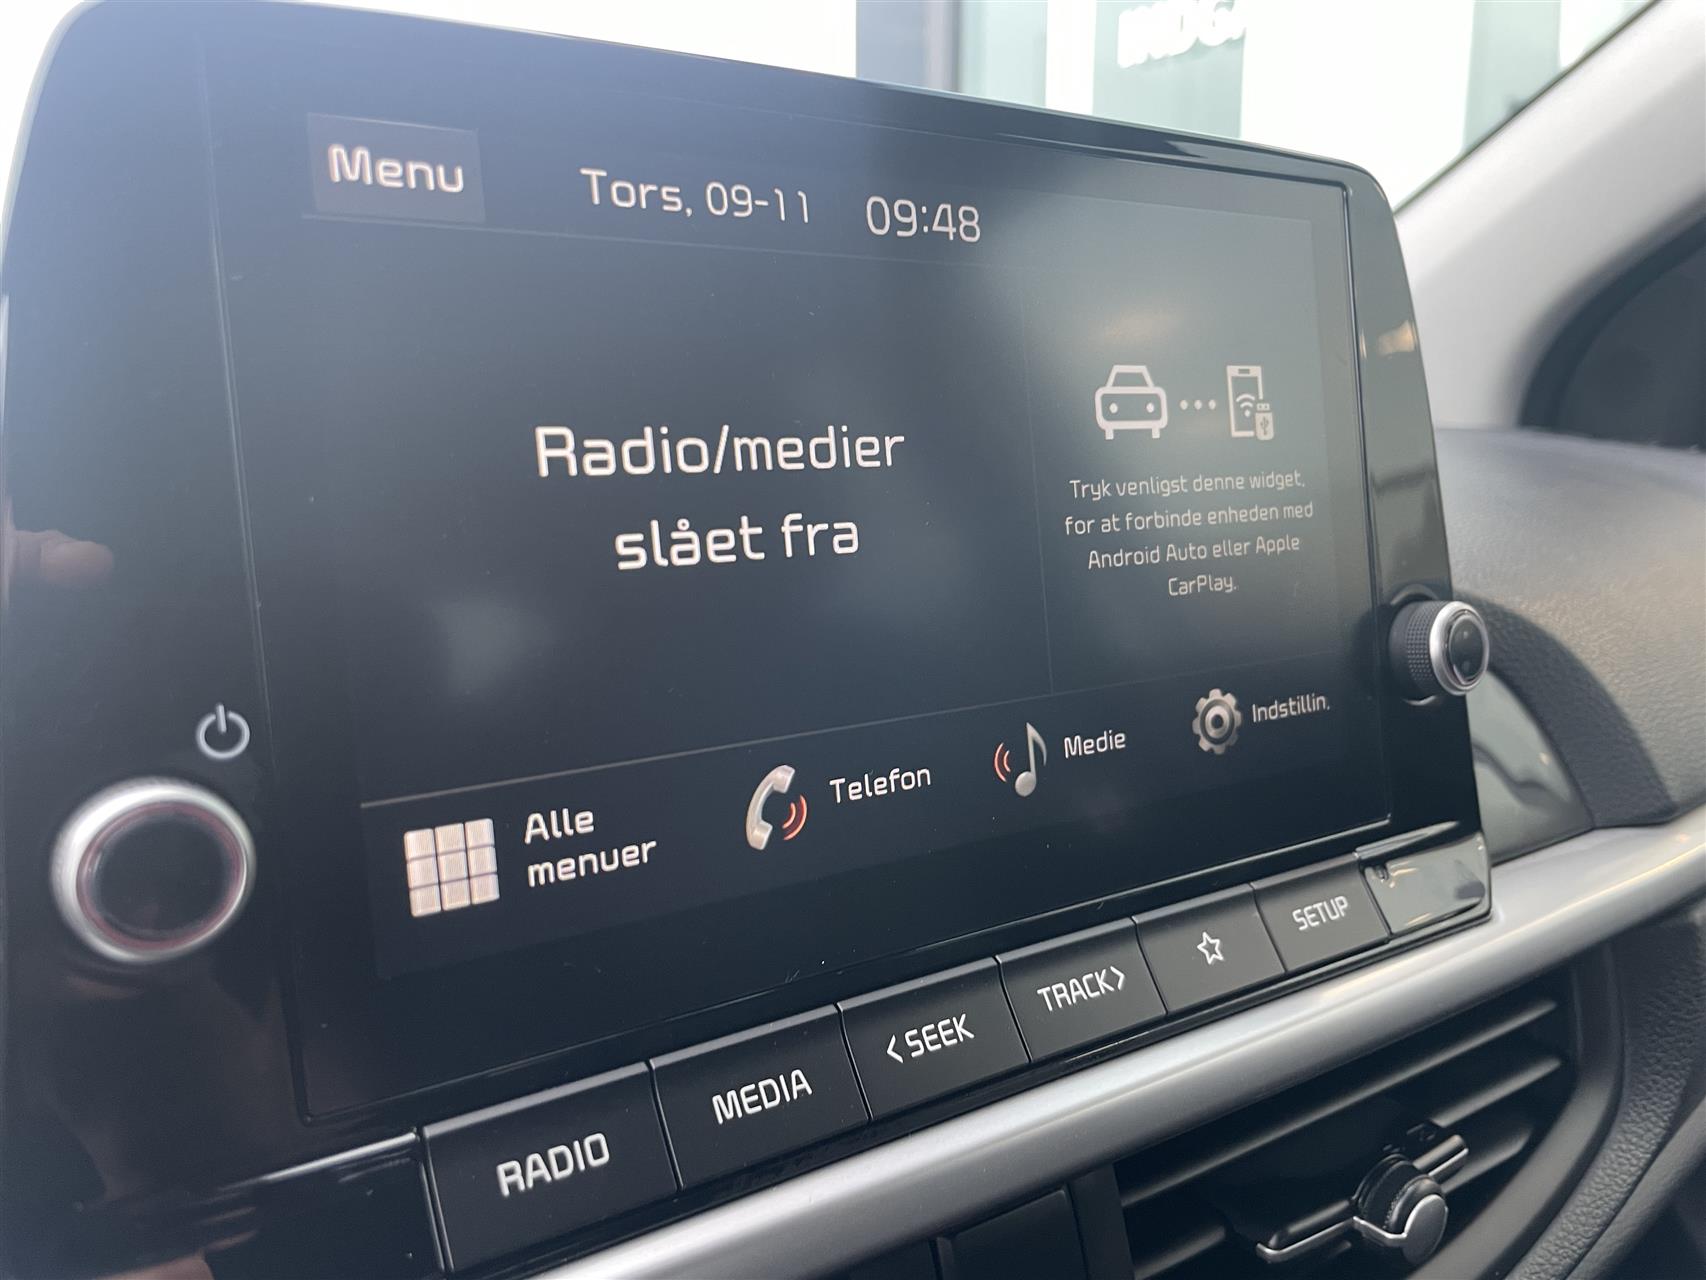 Menu
Tors, 09-11
09:48
Radio/medier
slået fra
Tryk venligst denne widget,
for at forbinde enheden med
Android Auto eller Apple
CarPlay.
Alle
menuer
Telefon
Medie
Indstillin.
RADIO
MEDIA
<SEEK
TRACK>
SETUP